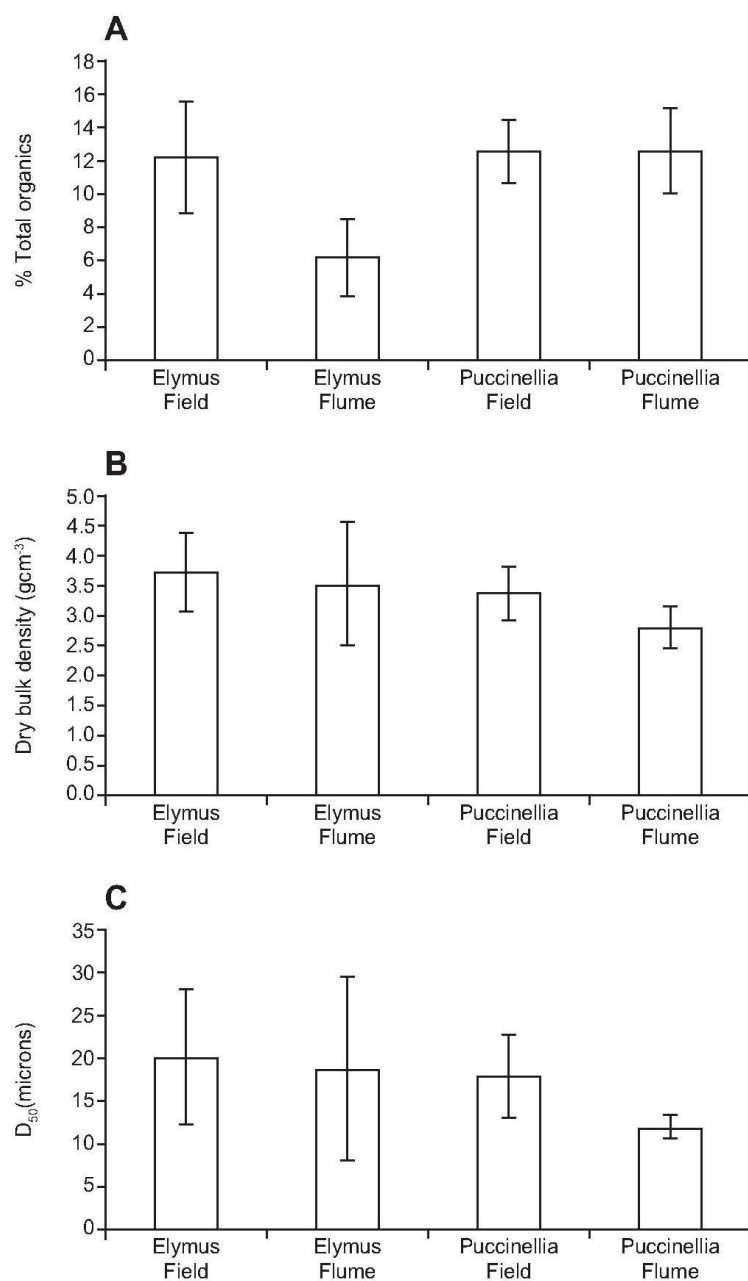 A
18
16
14
12
10
8
6
4
2
0
% Total organics
Elymus
Field
Elymus
Flume
Puccinellia
Field
Puccinellia
Flume
B
5.0
4.5
4.0
3.5
3.0
2.5
2.0
1.5
1.0
0.5
0.0
Dry bulk density (gcm⁻³)
Elymus
Field
Elymus
Flume
Puccinellia
Field
Puccinellia
Flume
C
35
30
25
20
15
10
5
0
D₅₀(microns)
Elymus
Field
Elymus
Flume
Puccinellia
Field
Puccinellia
Flume